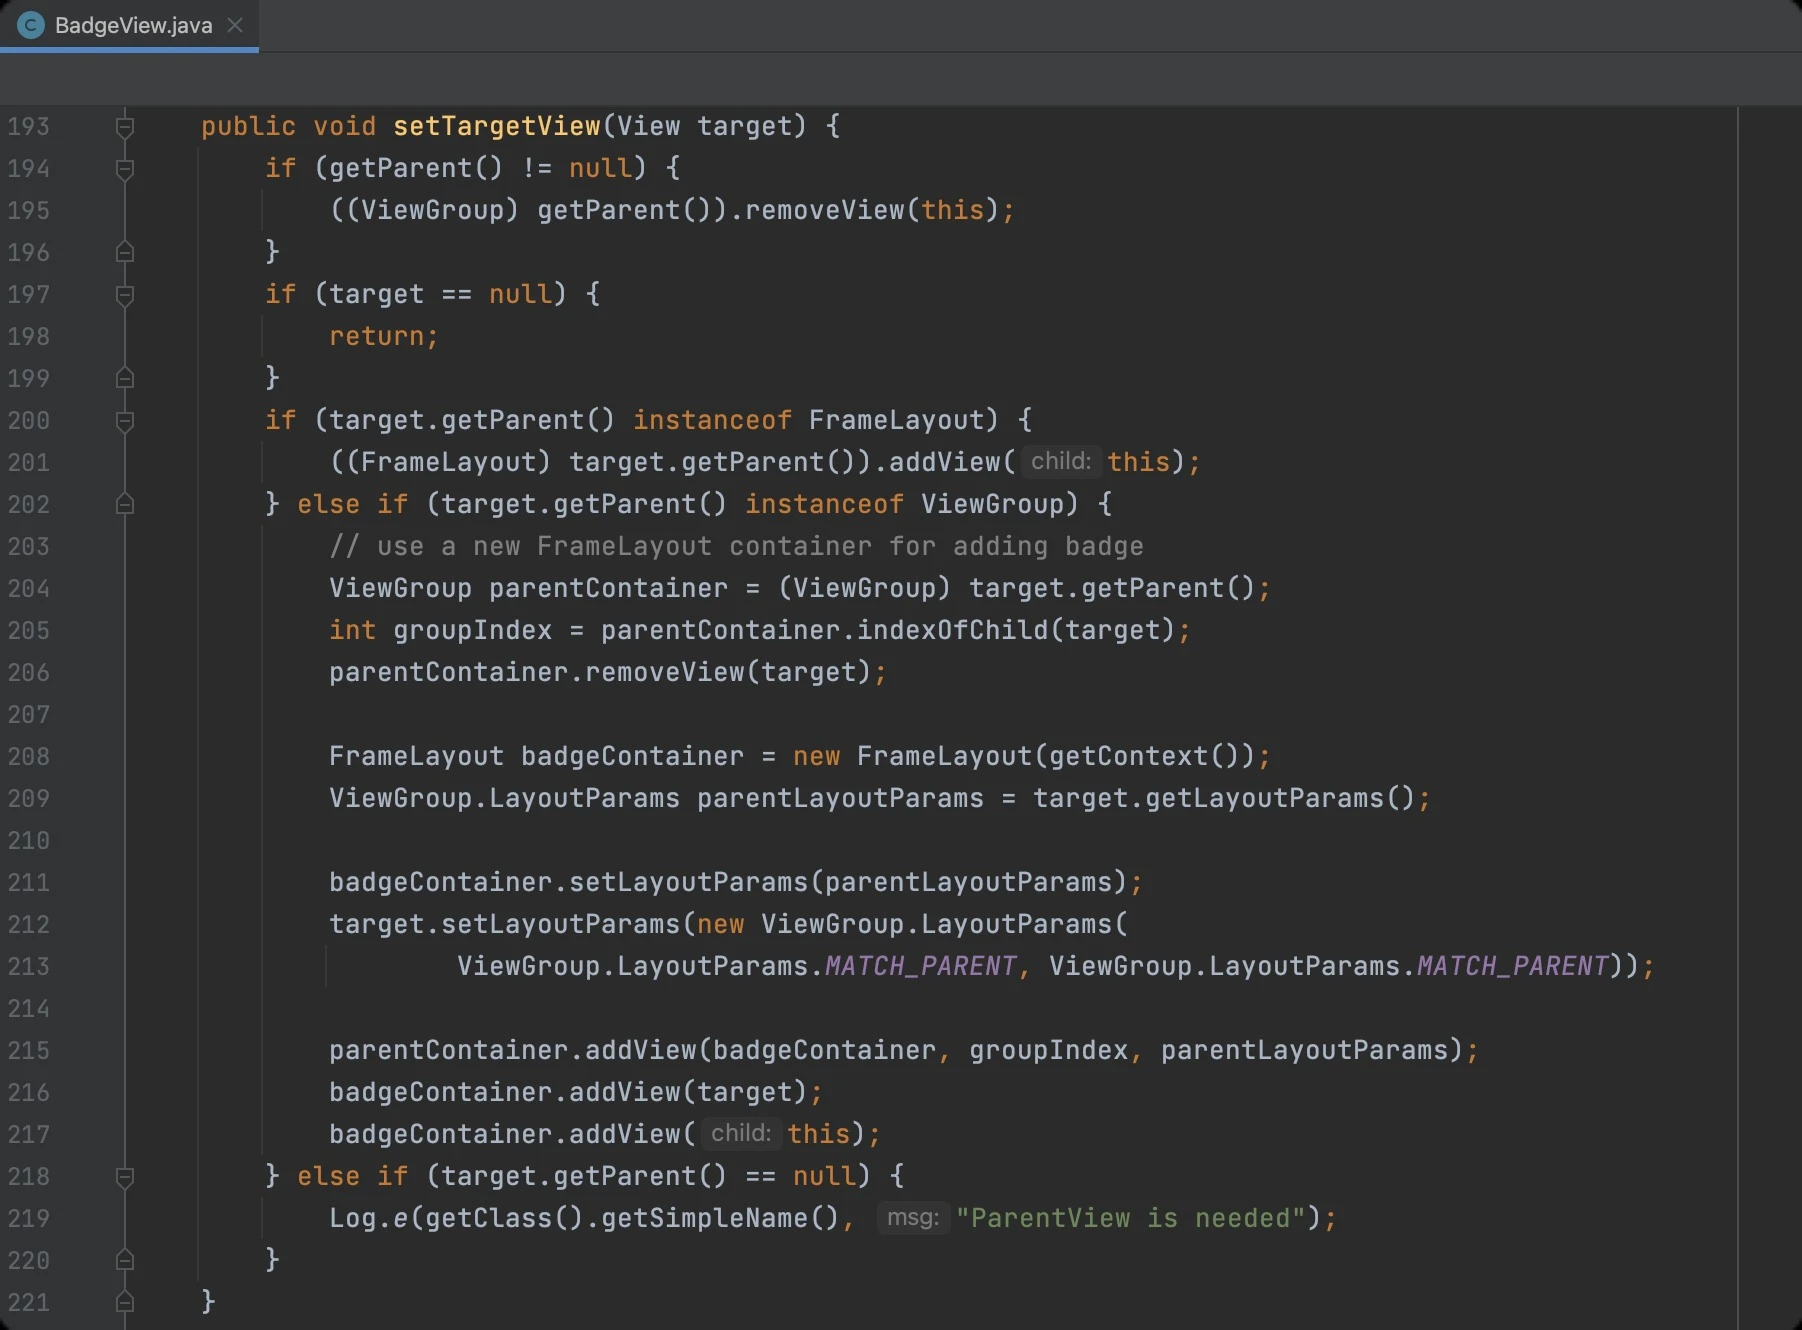 BadgeView.java
193 public void setTargetView(View target) {
194 if (getParent() != null) {
195 ((ViewGroup) getParent()).removeView(this);
196 }
197 if (target == null) {
198 return;
199 }
200 if (target.getParent() instanceof FrameLayout) {
201 ((FrameLayout) target.getParent()).addView( child: this);
202 } else if (target.getParent() instanceof ViewGroup) {
203 // use a new FrameLayout container for adding badge
204 ViewGroup parentContainer = (ViewGroup) target.getParent();
205 int groupIndex = parentContainer.indexOfChild(target);
206 parentContainer.removeView(target);
207
208 FrameLayout badgeContainer = new FrameLayout(getContext());
209 ViewGroup.LayoutParams parentLayoutParams = target.getLayoutParams();
210
211 badgeContainer.setLayoutParams(parentLayoutParams);
212 target.setLayoutParams(new ViewGroup.LayoutParams(
213 ViewGroup.LayoutParams.MATCH_PARENT, ViewGroup.LayoutParams.MATCH_PARENT));
214
215 parentContainer.addView(badgeContainer, groupIndex, parentLayoutParams);
216 badgeContainer.addView(target);
217 badgeContainer.addView( child: this);
218 } else if (target.getParent() == null) {
219 Log.e(getClass().getSimpleName(), msg: "ParentView is needed");
220 }
221 }